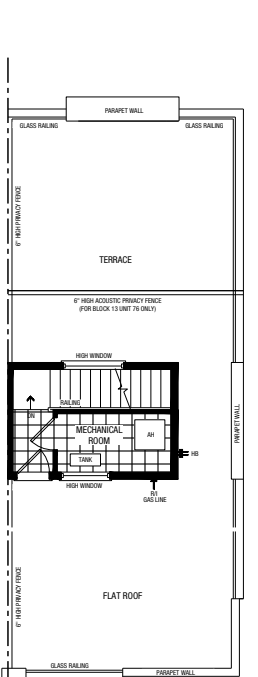 PARAPET WALL
GLASS RAILING
GLASS RAILING
6" HIGH PRIVACY FENCE
TERRACE
6" HIGH ACOUSTIC PRIVACY FENCE
(FOR BLOCK 13 UNIT 76 ONLY)
HIGH WINDOW
RAILING
DN
MECHANICAL
ROOM
AH
PARAPET WALL
TANK
HB
HIGH WINDOW
R/I
GAS LINE
6" HIGH PRIVACY FENCE
FLAT ROOF
GLASS RAILING
PARAPET WALL